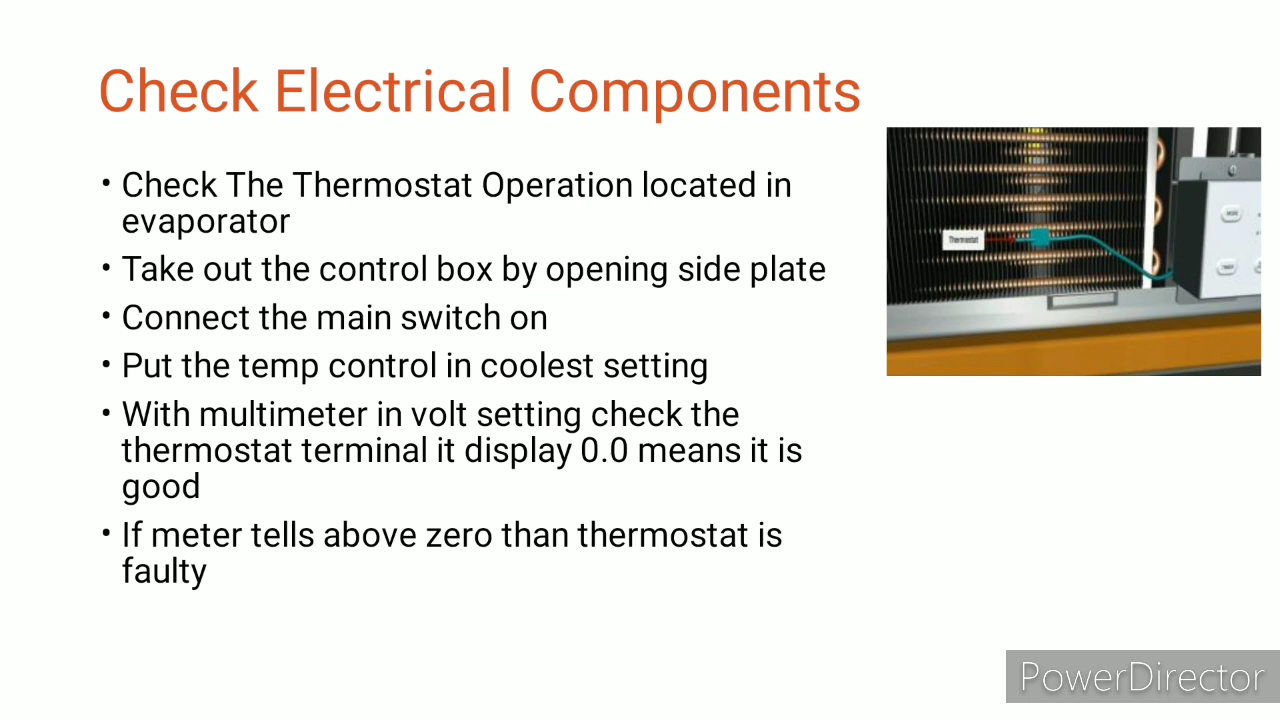 Check Electrical Components
• Check The Thermostat Operation located in
evaporator
• Take out the control box by opening side plate
• Connect the main switch on
• Put the temp control in coolest setting
• With multimeter in volt setting check the
thermostat terminal it display 0.0 means it is
good
• If meter tells above zero than thermostat is
faulty
Thermostat
MODE
TIMER
PowerDirector